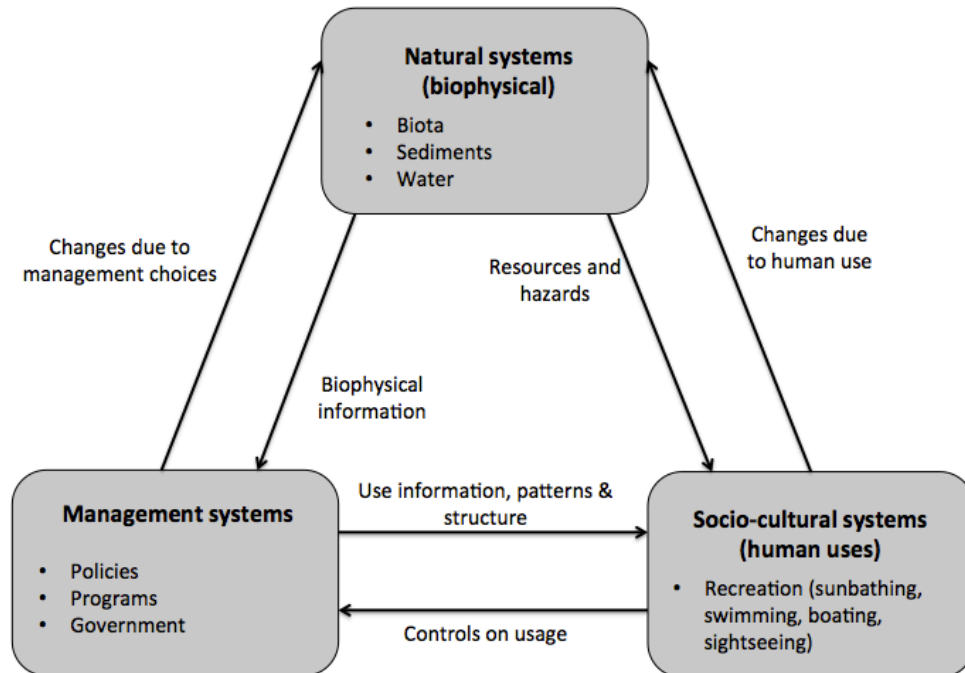 Natural systems
(biophysical)
• Biota
• Sediments
• Water
Changes due to
management choices
Resources and
hazards
Changes due
to human use
Biophysical
information
Management systems
• Policies
• Programs
• Government
Use information, patterns &
structure
Controls on usage
Socio-cultural systems
(human uses)
• Recreation (sunbathing,
swimming, boating,
sightseeing)